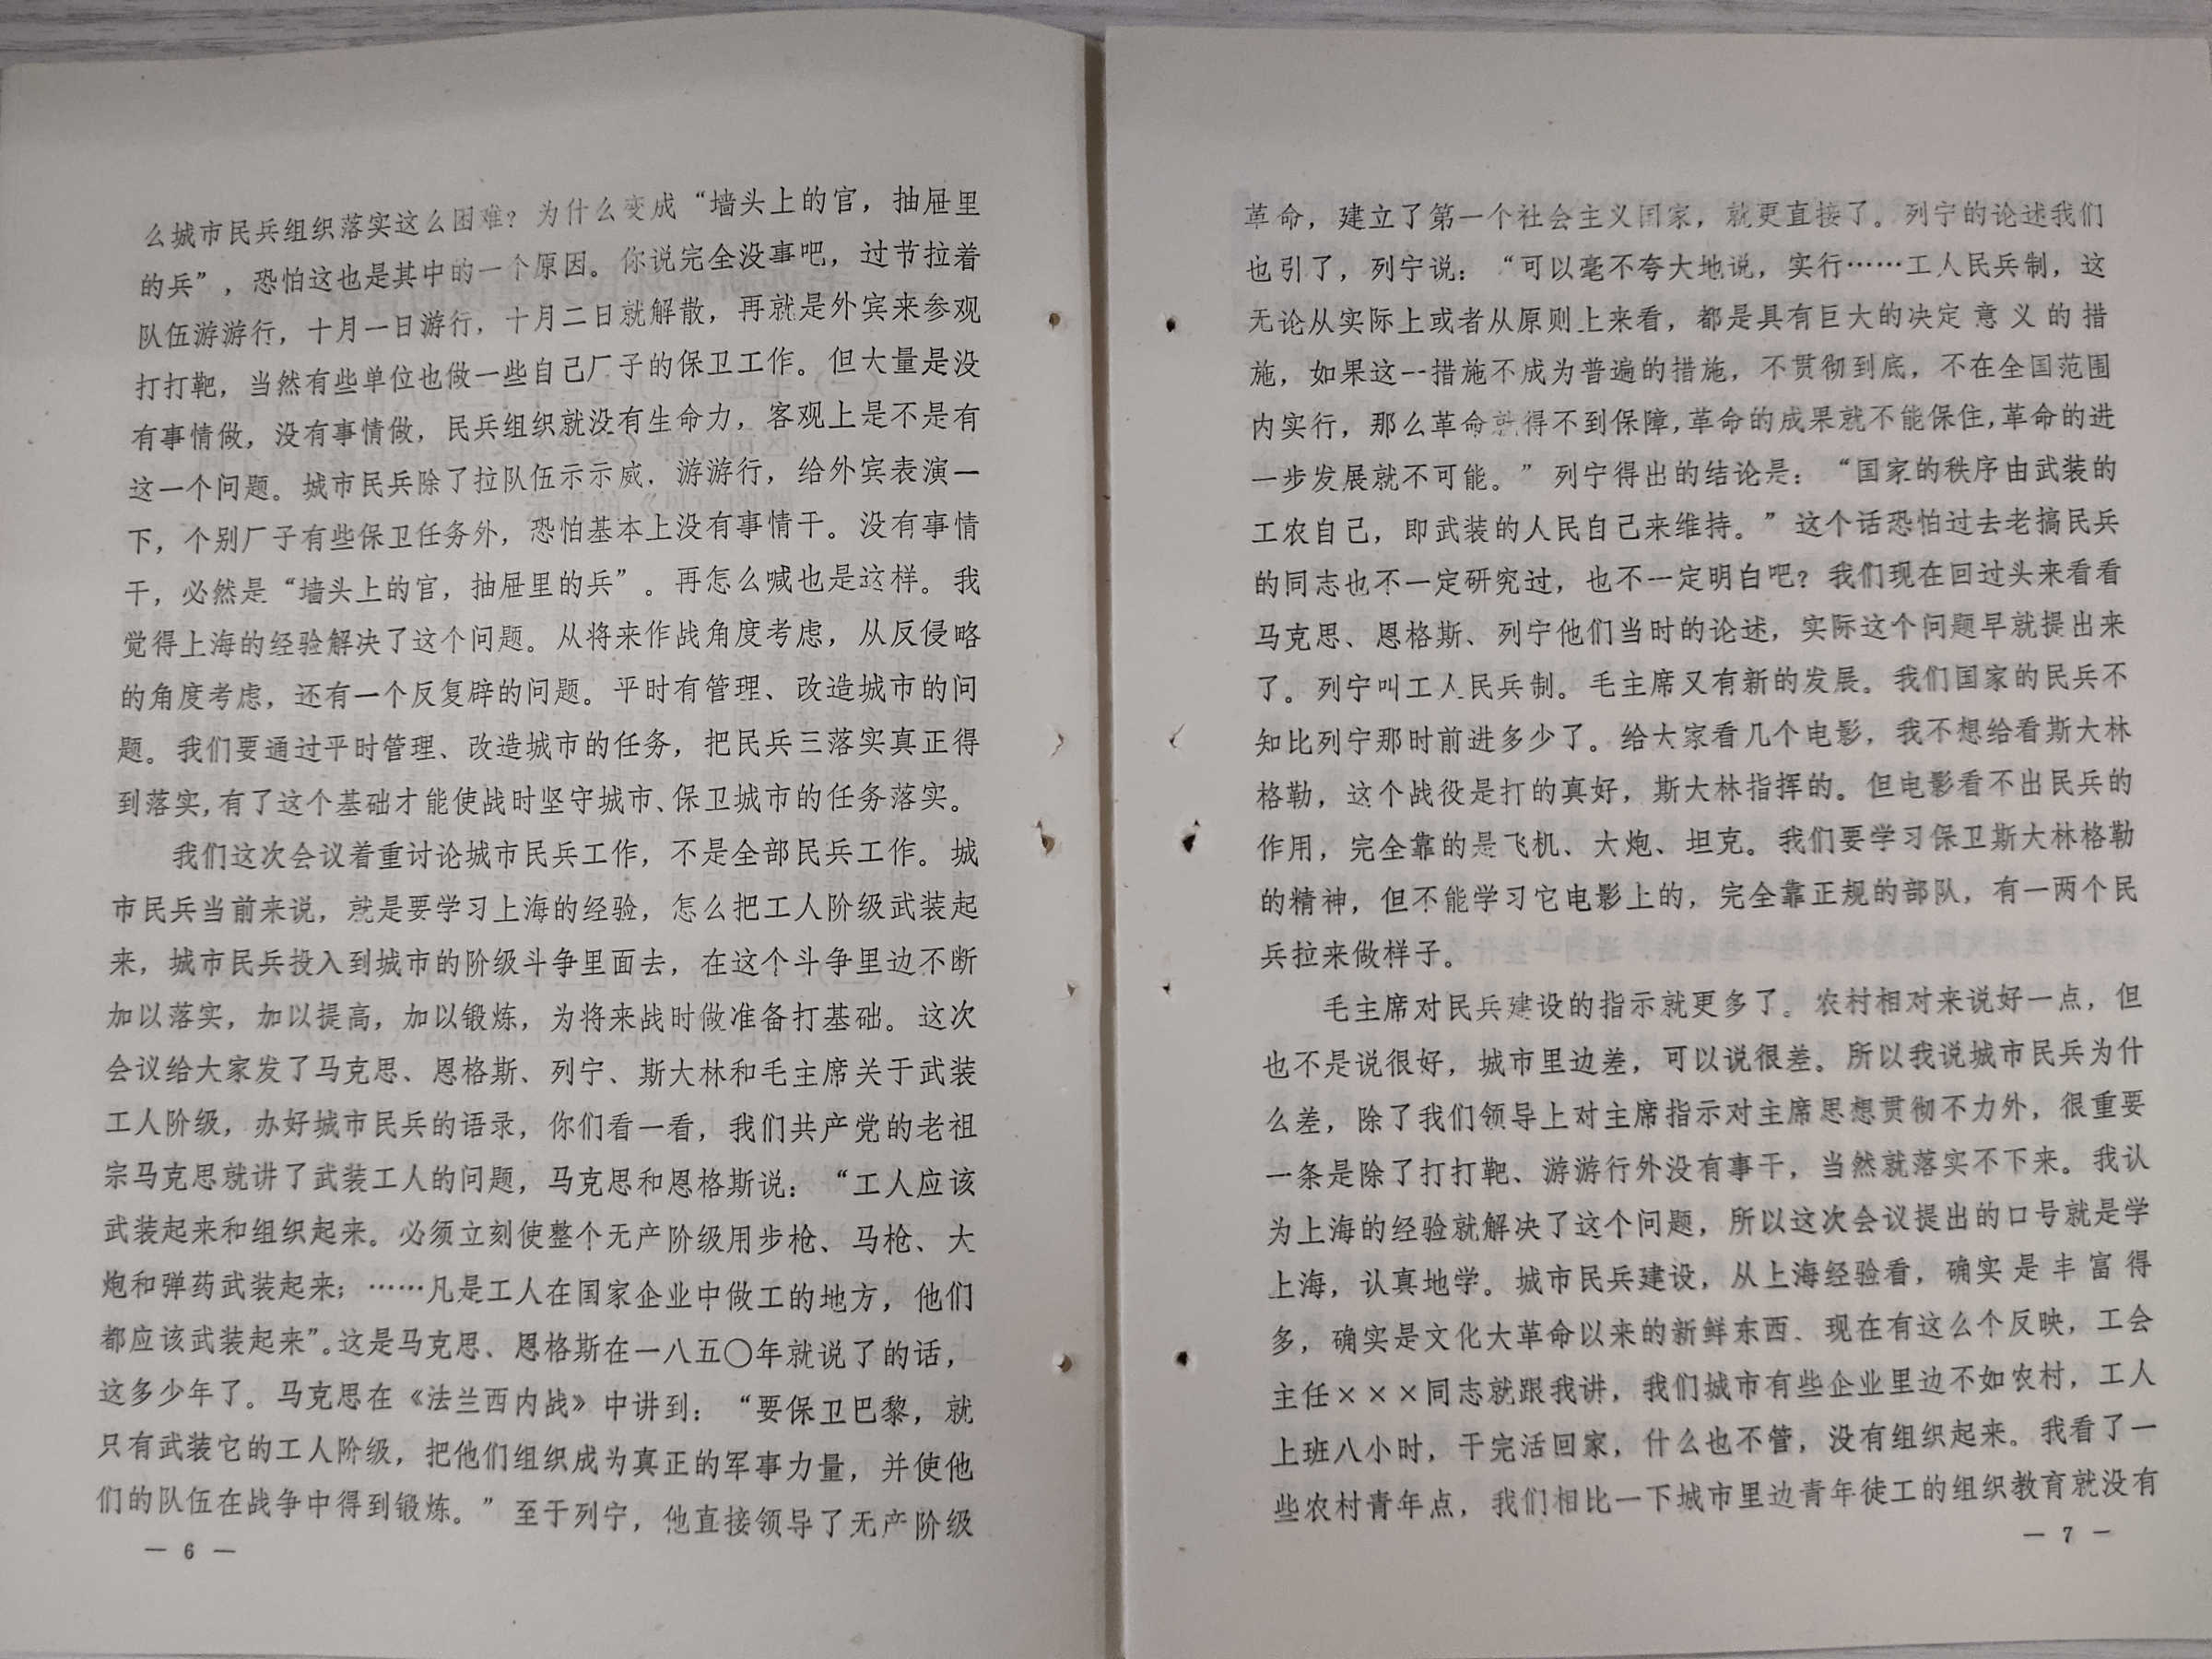 么城市民兵组织落实这么困难？为什么变成“墙头上的官，抽屉里
的兵”，恐怕这也是其中的一个原因。你说完全没事吧，过节拉着
队伍游游行，十月一日游行，十月二日就解散，再就是外宾来参观
打打靶，当然有些单位也做一些自己厂子的保卫工作。但大量是没
有事情做，没有事情做，民兵组织就没有生命力，客观上是不是有
这一个问题。城市民兵除了拉队伍示示威，游游行，给外宾表演一
下，个别厂子有些保卫任务外，恐怕基本上没有事情干。没有事情
干，必然是“墙头上的官，抽屉里的兵”。再怎么喊也是这样。我
觉得上海的经验解决了这个问题。从将来作战角度考虑，从反侵略
的角度考虑，还有一个反复辟的问题。平时有管理、改造城市的问
题。我们要通过平时管理、改造城市的任务，把民兵三落实真正得
到落实，有了这个基础才能使战时坚守城市、保卫城市的任务落实。
我们这次会议着重讨论城市民兵工作，不是全部民兵工作。城
市民兵当前来说，就是要学习上海的经验，怎么把工人阶级武装起
来，城市民兵投入到城市的阶级斗争里面去，在这个斗争里边不断
加以落实，加以提高，加以锻炼，为将来战时做准备打基础。这次
会议给大家发了马克思、恩格斯、列宁、斯大林和毛主席关于武装
工人阶级，办好城市民兵的语录，你们看一看，我们共产党的老祖
宗马克思就讲了武装工人的问题，马克思和恩格斯说：“工人应该
武装起来和组织起来。必须立刻使整个无产阶级用步枪、马枪、大
炮和弹药武装起来；……凡是工人在国家企业中做工的地方，他们
都应该武装起来”。这是马克思、恩格斯在一八五〇年就说了的话，
这多少年了。马克思在《法兰西内战》中讲到：“要保卫巴黎，就
只有武装它的工人阶级，把他们组织成为真正的军事力量，并使他
们的队伍在战争中得到锻炼。”至于列宁，他直接领导了无产阶级
— 6 —
革命，建立了第一个社会主义国家，就更直接了。列宁的论述我们
也引了，列宁说：“可以毫不夸大地说，实行……工人民兵制，这
无论从实际上或者从原则上来看，都是具有巨大的决定意义的措
施，如果这一措施不成为普遍的措施，不贯彻到底，不在全国范围
内实行，那么革命就得不到保障，革命的成果就不能保住，革命的进
一步发展就不可能。”列宁得出的结论是：“国家的秩序由武装的
工农自己，即武装的人民自己来维持。”这个话恐怕过去老搞民兵
的同志也不一定研究过，也不一定明白吧？我们现在回过头来看看
马克思、恩格斯、列宁他们当时的论述，实际这个问题早就提出来
了。列宁叫工人民兵制。毛主席又有新的发展。我们国家的民兵不
知比列宁那时前进多少了。给大家看几个电影，我不想给看斯大林
格勒，这个战役是打的真好，斯大林指挥的。但电影看不出民兵的
作用，完全靠的是飞机、大炮、坦克。我们要学习保卫斯大林格勒
的精神，但不能学习它电影上的，完全靠正规的部队，有一两个民
兵拉来做样子。
毛主席对民兵建设的指示就更多了。农村相对来说好一点，但
也不是说很好，城市里边差，可以说很差。所以我说城市民兵为什
么差，除了我们领导上对主席指示对主席思想贯彻不力外，很重要
一条是除了打打靶、游游行外没有事干，当然就落实不下来。我认
为上海的经验就解决了这个问题，所以这次会议提出的口号就是学
上海，认真地学。城市民兵建设，从上海经验看，确实是丰富得
多，确实是文化大革命以来的新鲜东西。现在有这么个反映，工会
主任×××同志就跟我讲，我们城市有些企业里边不如农村，工人
上班八小时，干完活回家，什么也不管，没有组织起来。我看了一
些农村青年点，我们相比一下城市里边青年徒工的组织教育就没有
— 7 —